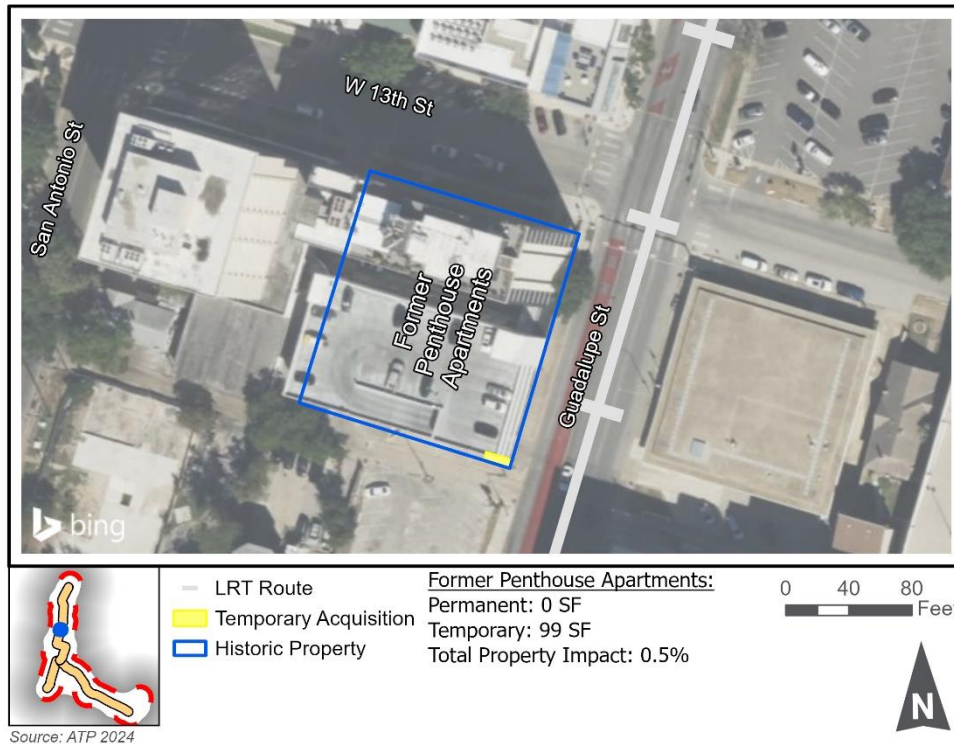 W 13th St
San Antonio St
Former
Penthouse
Apartments
Guadalupe St
bing
LRT Route
Temporary Acquisition
Historic Property
Former Penthouse Apartments:
Permanent: 0 SF
Temporary: 99 SF
Total Property Impact: 0.5%
0 40 80
Feet
N
Source: ATP 2024